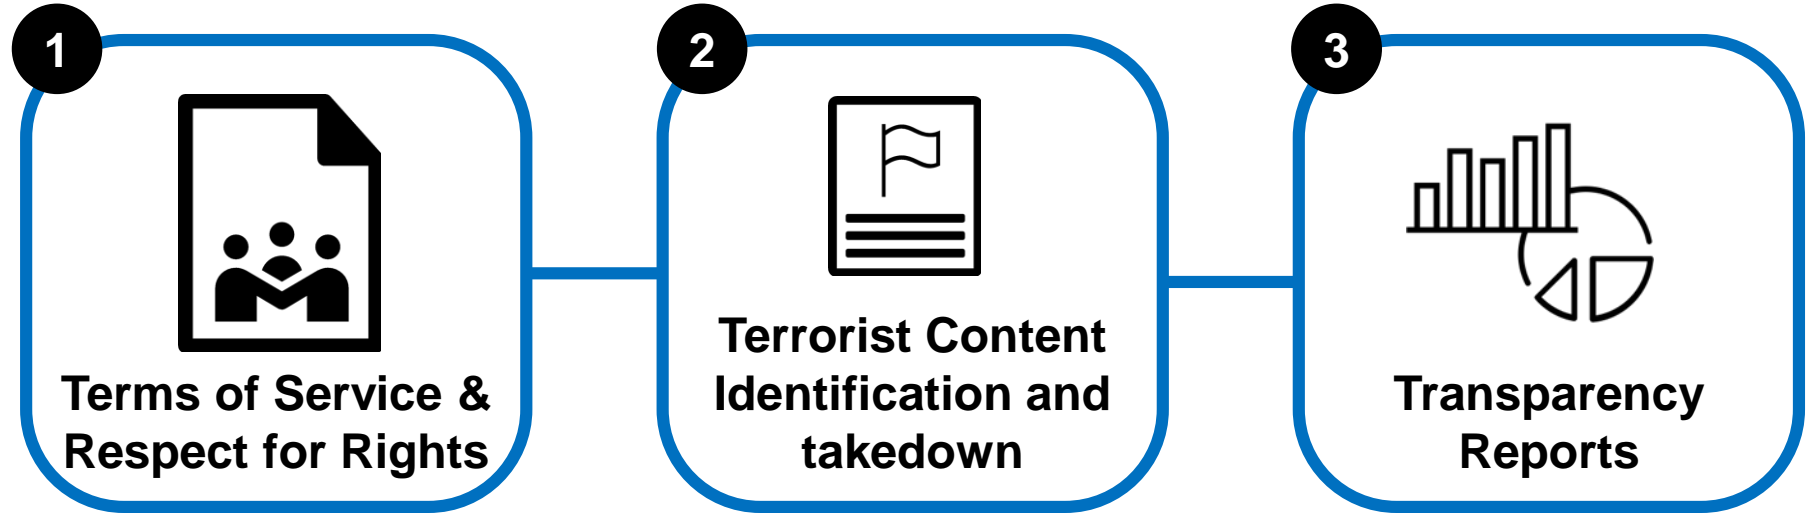 1
Terms of Service &
Respect for Rights
2
Terrorist Content
Identification and
takedown
3
Transparency
Reports